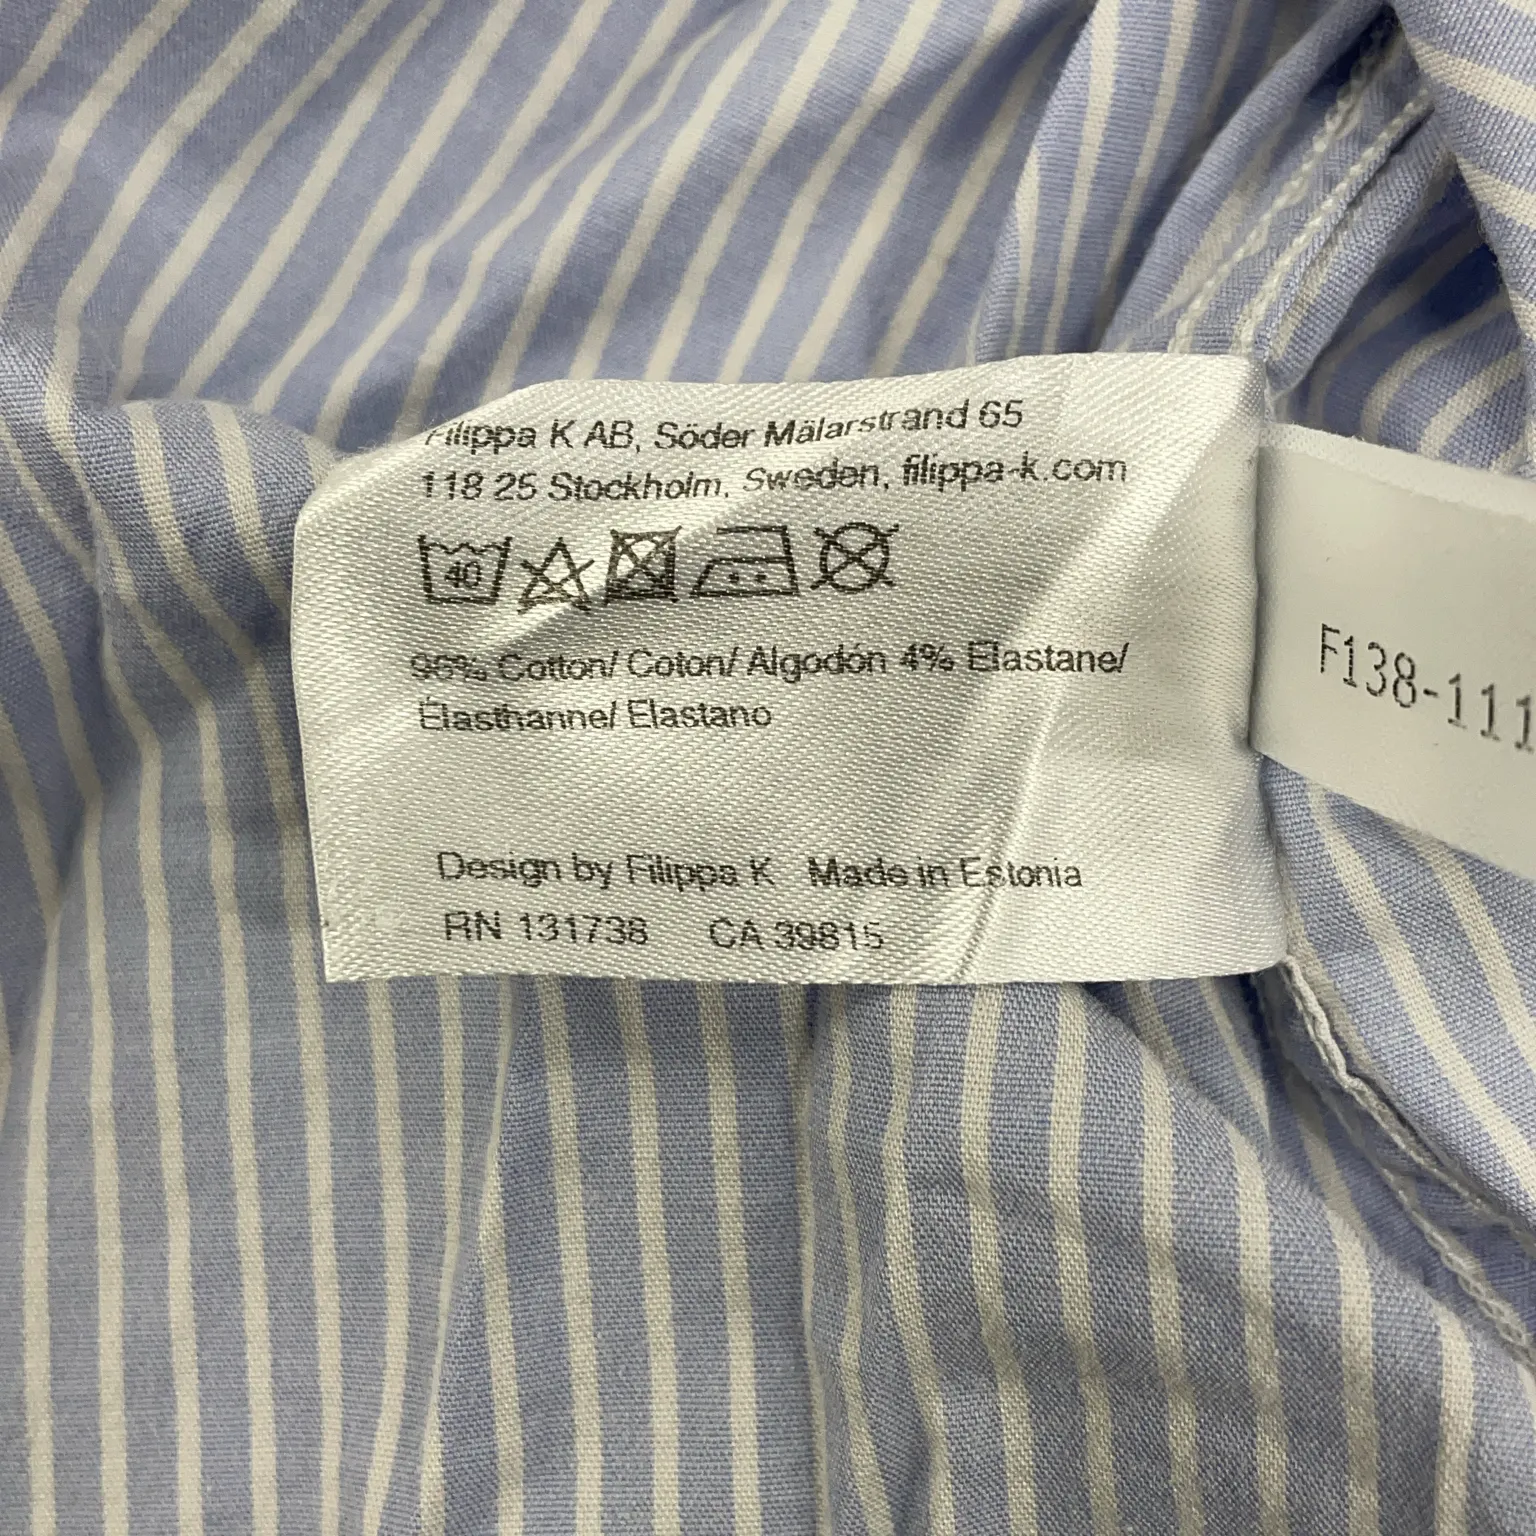 Filippa K AB, Söder Mälarstrand 65
118 25 Stockholm, Sweden, filippa-k.com
40
96% Cotton/ Coton/ Algodón 4% Elastane/
Élasthanne/ Elastano
Design by Filippa K Made in Estonia
RN 131738 CA 39815
F138-111